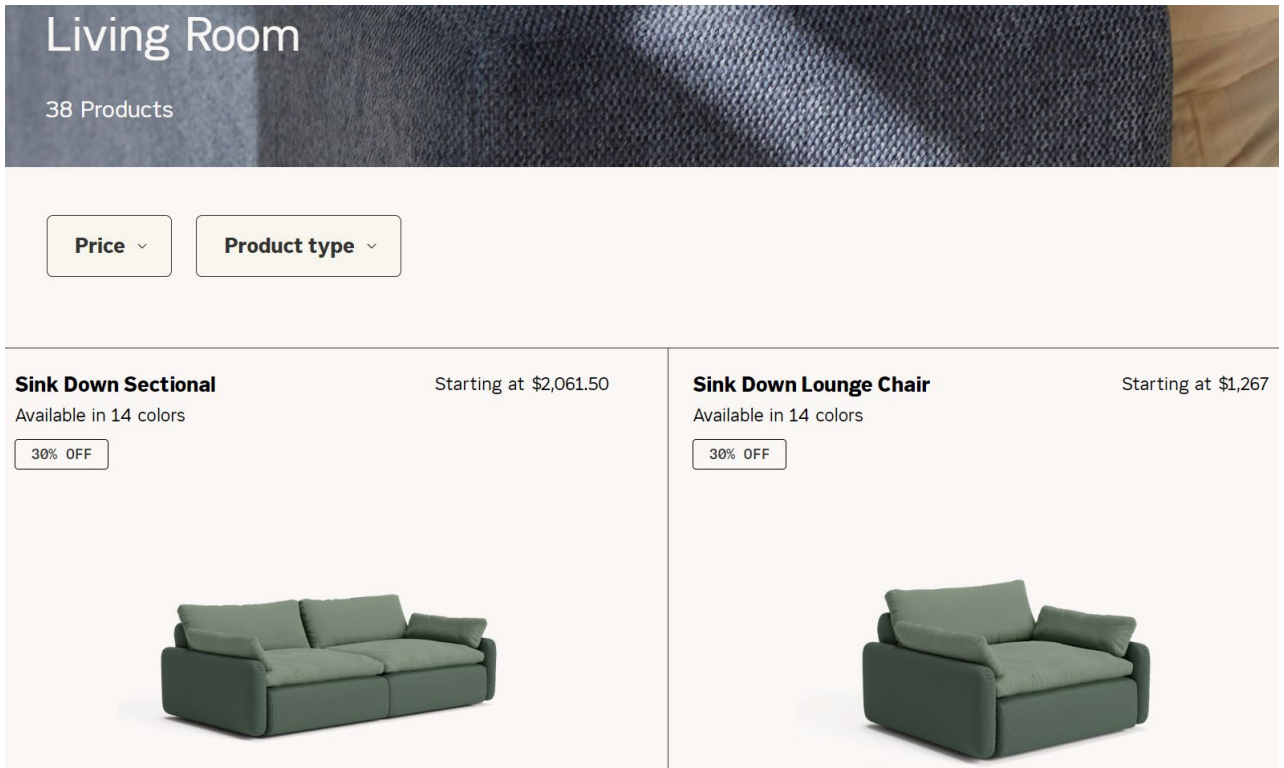 Living Room
38 Products
Price
Product type
Sink Down Sectional
Starting at $2,061.50
Available in 14 colors
30% OFF
Sink Down Lounge Chair
Starting at $1,267
Available in 14 colors
30% OFF